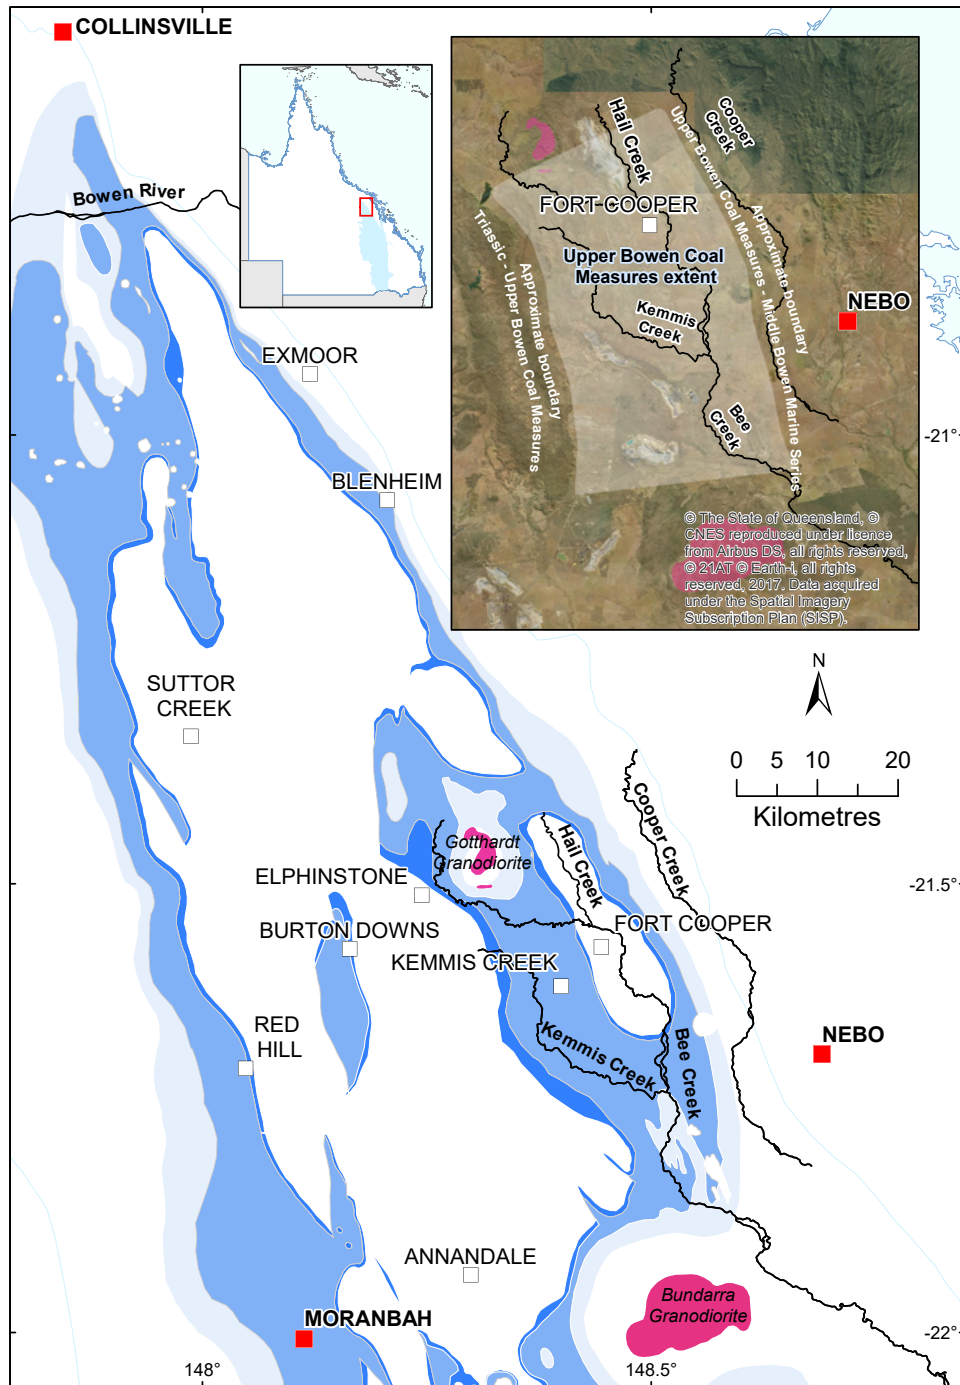 COLLINSVILLE
Bowen River
EXMOOR
BLENHEIM
SUTTOR
CREEK
ELPHINSTONE
BURTON DOWNS
KEMMIS CREEK
RED
HILL
ANNANDALE
MORANBAH
Gotthardt
Granodiorite
Hail Creek
Cooper Creek
FORT COOPER
Kemmis Creek
Bee Creek
NEBO
Bundarra
Granodiorite
148°
148.5°
-21°
-21.5°
-22°
N
0 5 10 20
Kilometres
Hail Creek
Cooper
Creek
FORT COOPER
Upper Bowen Coal
Measures extent
Kemmis
Creek
Bee
Creek
NEBO
Approximate boundary
Triassic - Upper Bowen Coal Measures
Approximate boundary
Upper Bowen Coal Measures - Middle Bowen Marine Series
© The State of Queensland, ©
CNES reproduced under licence
from Airbus DS, all rights reserved,
© 21AT © Earth-i, all rights
reserved, 2017. Data acquired
under the Spatial Imagery
Subscription Plan (SISP).